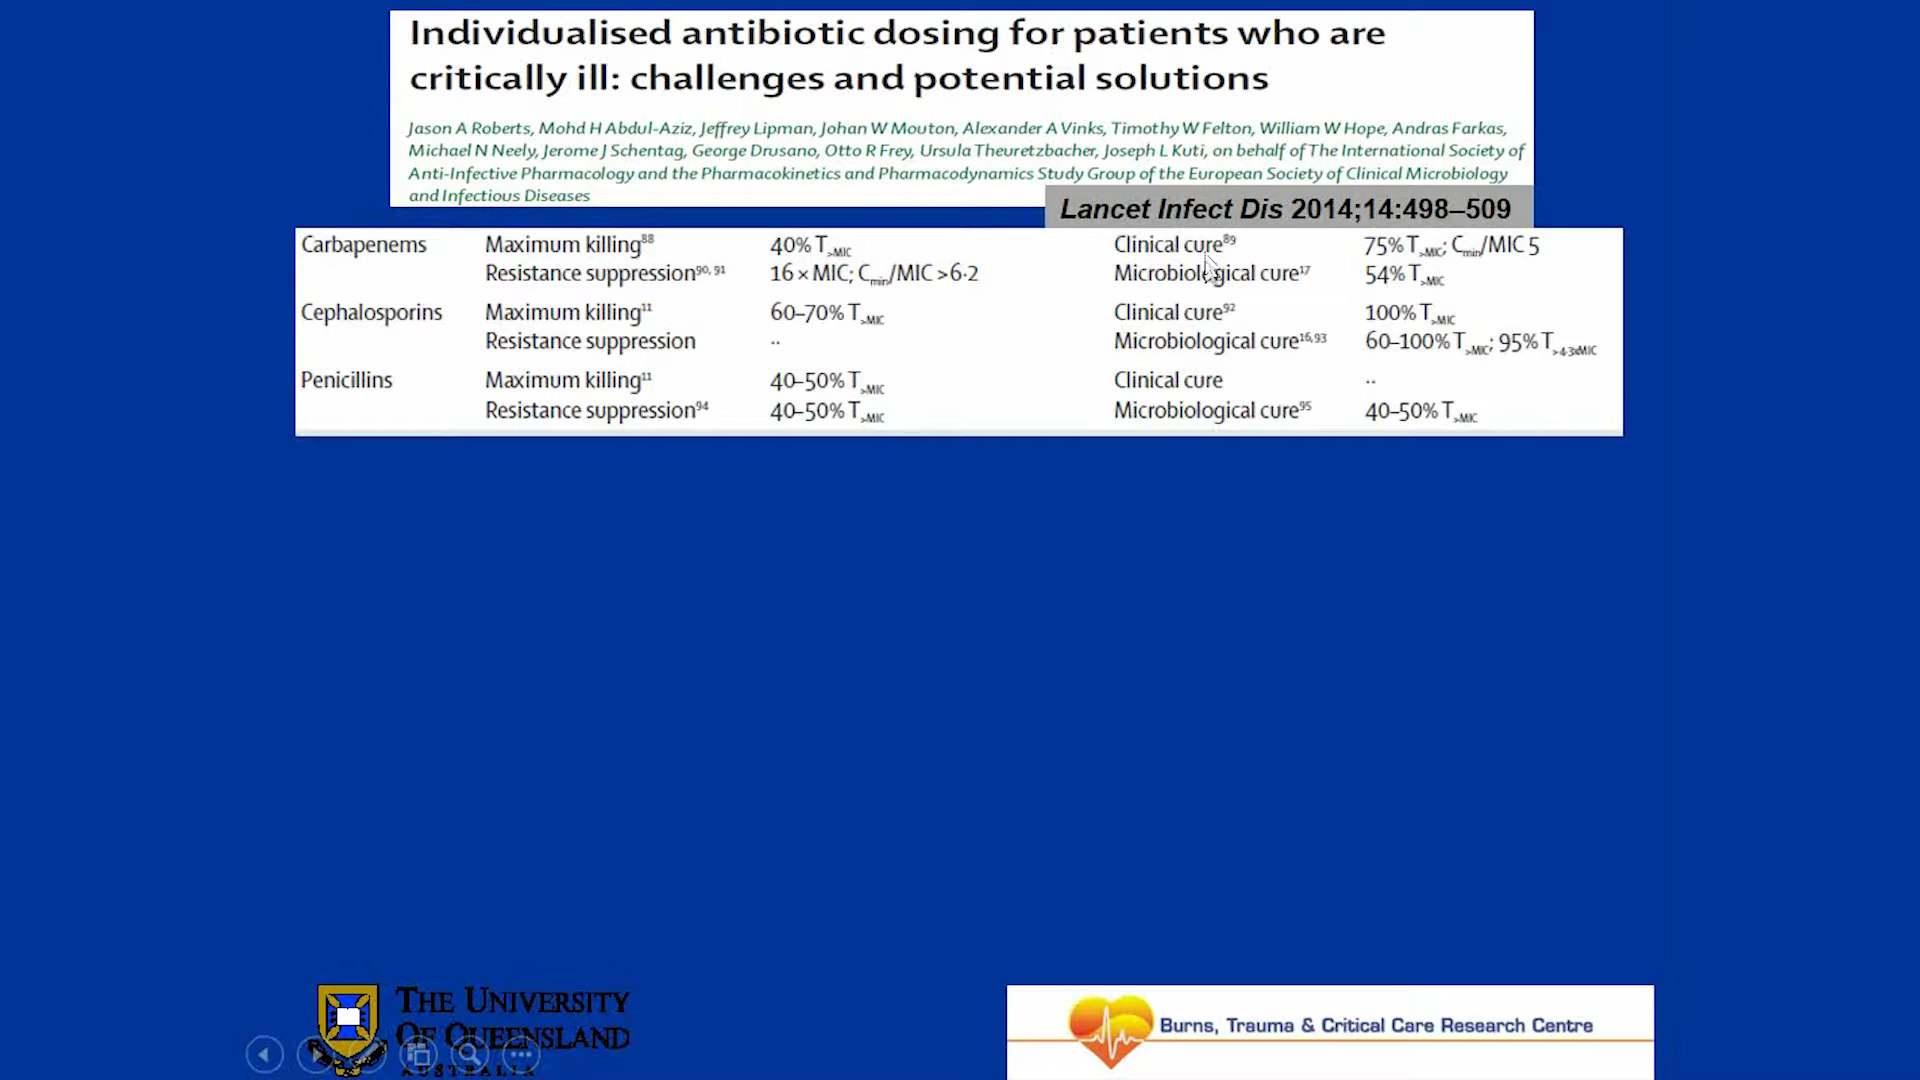 Individualised antibiotic dosing for patients who are
critically ill: challenges and potential solutions
Jason A Roberts, Mohd H Abdul-Aziz, Jeffrey Lipman, Johan W Mouton, Alexander A Vinks, Timothy W Felton, William W Hope, Andras Farkas,
Michael N Neely, Jerome J Schentag, George Drusano, Otto R Frey, Ursula Theuretzbacher, Joseph L Kuti, on behalf of The International Society of
Anti-Infective Pharmacology and the Pharmacokinetics and Pharmacodynamics Study Group of the European Society of Clinical Microbiology
and Infectious Diseases
Lancet Infect Dis 2014;14:498–509
Carbapenems Maximum killing88 40% T>MIC Clinical cure89 75% T>MIC; Cmin/MIC 5
Resistance suppression90, 91 16 × MIC; Cmin/MIC >6·2 Microbiological cure17 54% T>MIC
Cephalosporins Maximum killing11 60–70% T>MIC Clinical cure92 100% T>MIC
Resistance suppression ·· Microbiological cure16,93 60–100% T>MIC; 95% T>4·3xMIC
Penicillins Maximum killing11 40–50% T>MIC Clinical cure ··
Resistance suppression94 40–50% T>MIC Microbiological cure95 40–50% T>MIC
THE UNIVERSITY
OF QUEENSLAND
AUSTRALIA
Burns, Trauma & Critical Care Research Centre